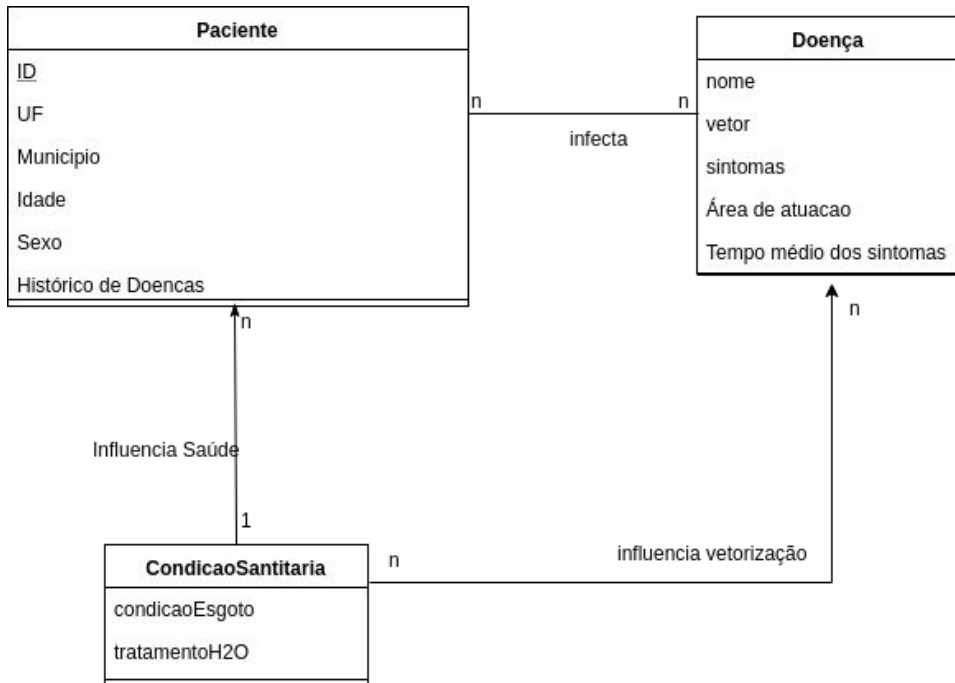 Paciente
ID
UF
Municipio
Idade
Sexo
Histórico de Doencas
n
n
infecta
Doença
nome
vetor
sintomas
Área de atuacao
Tempo médio dos sintomas
n
n
Influencia Saúde
1
CondicaoSantitaria
condicaoEsgoto
tratamentoH2O
n
influencia vetorização